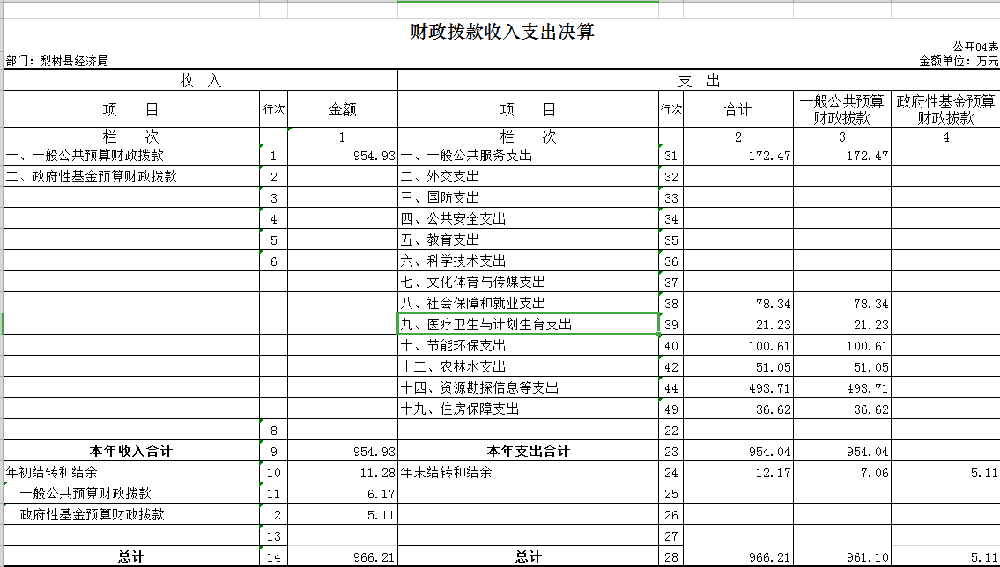 财政拨款收入支出决算
公开04表
部门：梨树县经济局 金额单位：万元
收 入 支 出
项 目 行次 金额 项 目 行次 合计 一般公共预算财政拨款 政府性基金预算财政拨款
栏 次 1 栏 次 2 3 4
一、一般公共预算财政拨款 1 954.93 一、一般公共服务支出 31 172.47 172.47
二、政府性基金预算财政拨款 2 二、外交支出 32
3 三、国防支出 33
4 四、公共安全支出 34
5 五、教育支出 35
6 六、科学技术支出 36
七、文化体育与传媒支出 37
八、社会保障和就业支出 38 78.34 78.34
九、医疗卫生与计划生育支出 39 21.23 21.23
十、节能环保支出 40 100.61 100.61
十二、农林水支出 42 51.05 51.05
十四、资源勘探信息等支出 44 493.71 493.71
十九、住房保障支出 49 36.62 36.62
8 22
本年收入合计 9 954.93 本年支出合计 23 954.04 954.04
年初结转和结余 10 11.28 年末结转和结余 24 12.17 7.06 5.11
一般公共预算财政拨款 11 6.17 25
政府性基金预算财政拨款 12 5.11 26
13 27
总计 14 966.21 总计 28 966.21 961.10 5.11